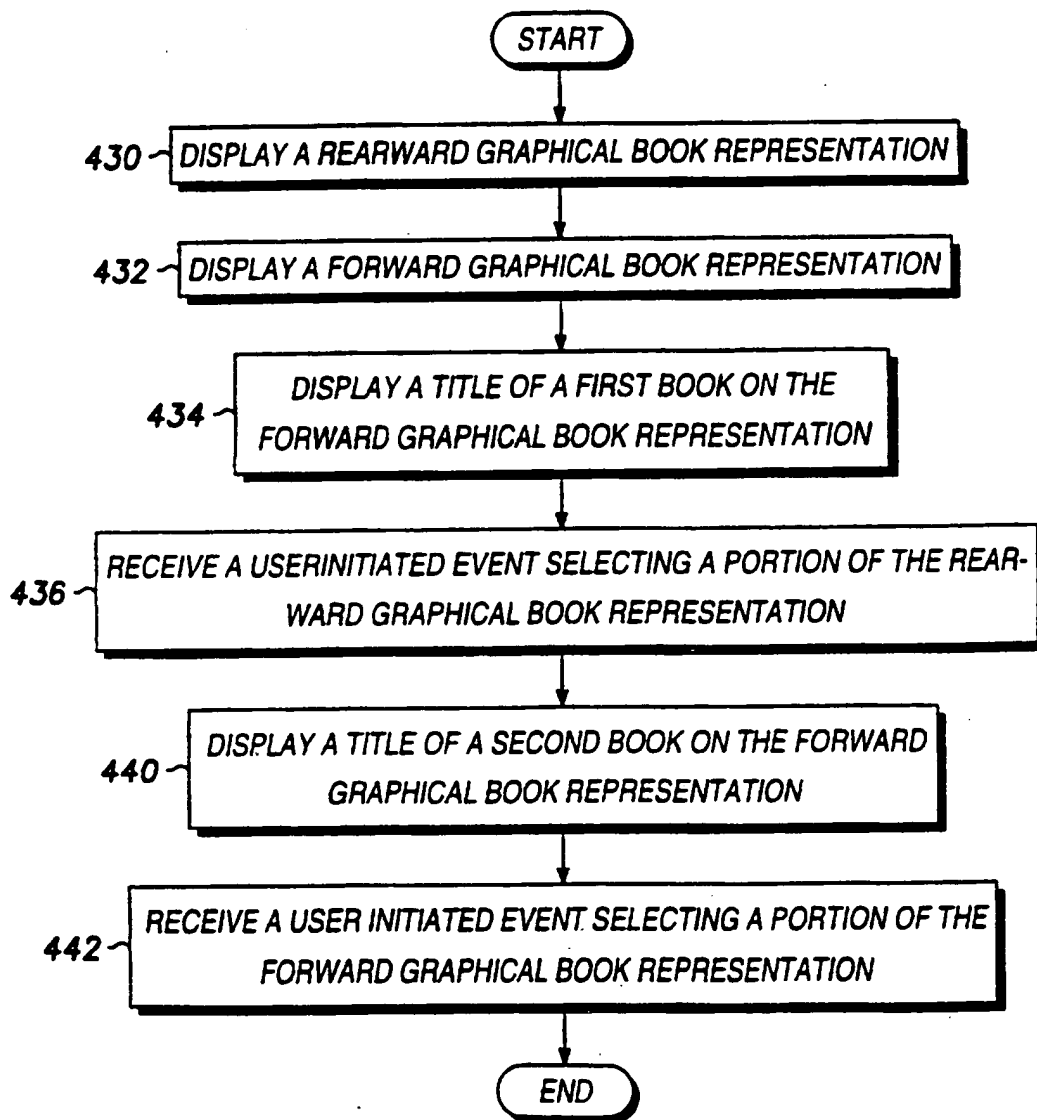 START
430 DISPLAY A REARWARD GRAPHICAL BOOK REPRESENTATION
432 DISPLAY A FORWARD GRAPHICAL BOOK REPRESENTATION
DISPLAY A TITLE OF A FIRST BOOK ON THE
434 FORWARD GRAPHICAL BOOK REPRESENTATION
RECEIVE A USERINITIATED EVENT SELECTING A PORTION OF THE REAR-
436 WARD GRAPHICAL BOOK REPRESENTATION
DISPLAY A TITLE OF A SECOND BOOK ON THE FORWARD
440 GRAPHICAL BOOK REPRESENTATION
RECEIVE A USER INITIATED EVENT SELECTING A PORTION OF THE
442 FORWARD GRAPHICAL BOOK REPRESENTATION
END